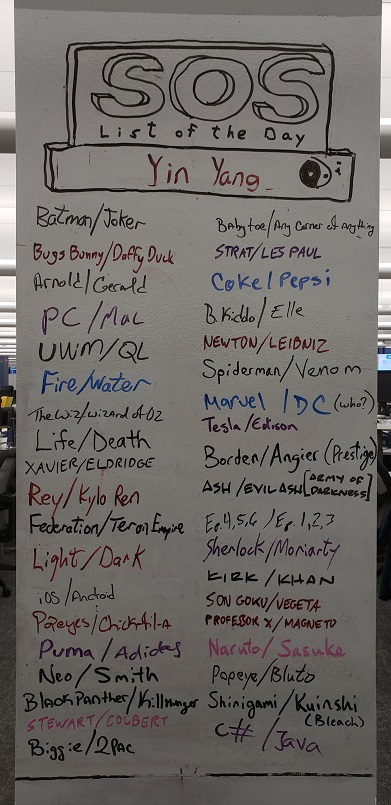 SOS
List of the Day
Yin Yang
Batman/Joker
Bugs Bunny/Daffy Duck
Arnold/Gerald
PC/Mac
UWiM/QL
Fire/Water
The Wiz/Wizard of Oz
Life/Death
XAVIER/ELDRIDGE
Rey/Kylo Ren
Federation/Teran Empire
Light/Dark
iOS/Android
Popeyes/Chickfil-A
Puma/Adidas
Neo/Smith
Black Panther/Killmonger
STEWART/COLBERT
Biggie/2Pac
Baby toe/Any corner of anything
STRAT/LES PAUL
Coke/Pepsi
B.Kiddo/Elle
NEWTON/LEIBNIZ
Spiderman/Venom
Marvel/DC (who?)
Tesla/Edison
Borden/Angier (Prestige)
ASH/EVIL ASH [ARMY OF DARKNESS]
Ep.4,5,6/Ep.1,2,3
Sherlock/Moriarty
KIRK/KHAN
SON GOKU/VEGETA
PROFESSOR X/MAGNETO
Naruto/Sasuke
Popeye/Bluto
Shinigami/Kuinshi
(Bleach)
C#/Java